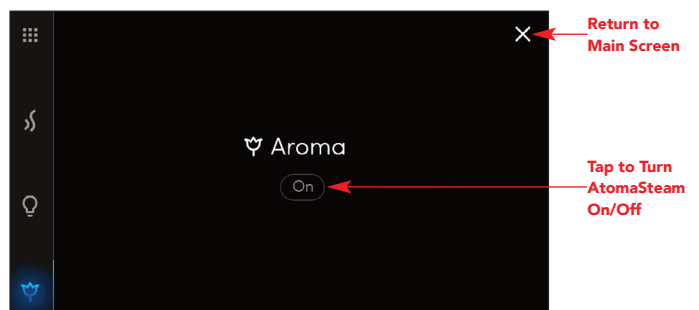 Return to
Main Screen
Aroma
On
Tap to Turn
AtomaSteam
On/Off